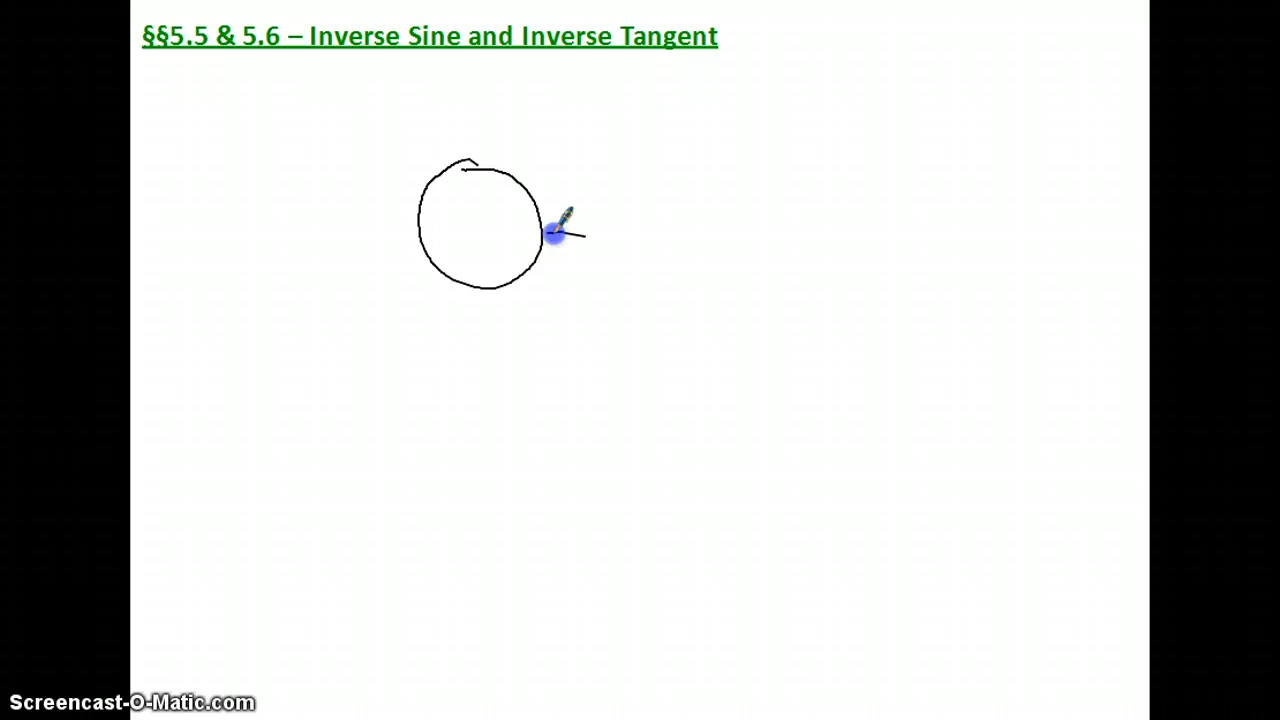 §§5.5 & 5.6 – Inverse Sine and Inverse Tangent
Screencast-O-Matic.com